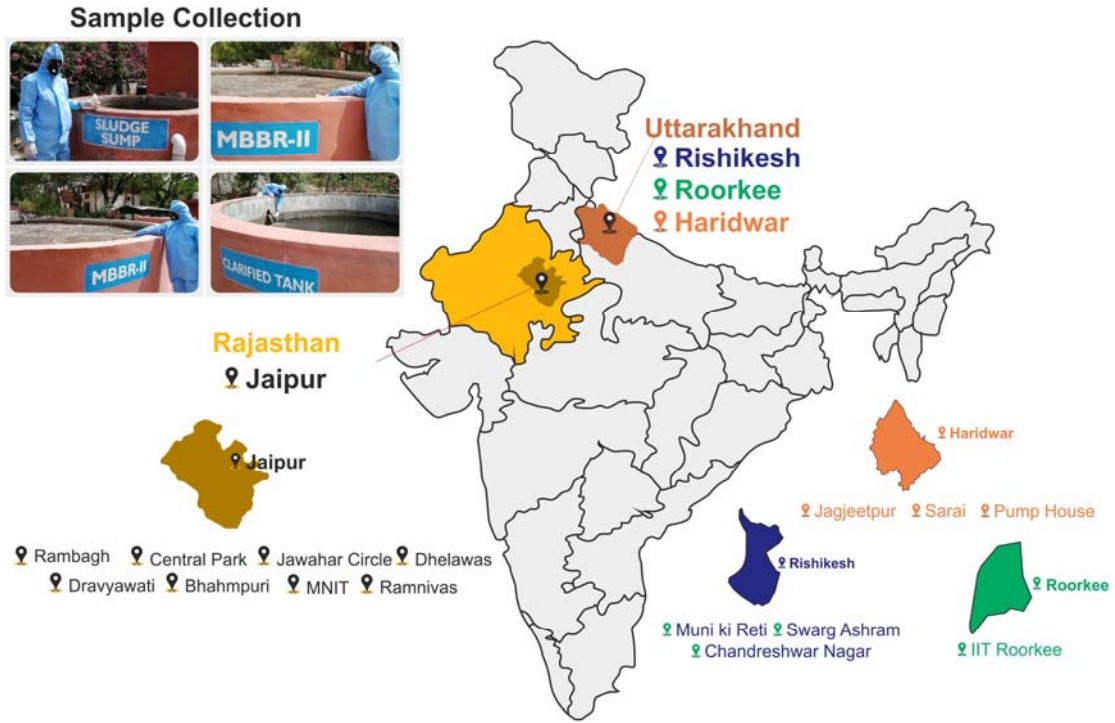 Sample Collection
SLUDGE
SUMP
MBBR-II
MBBR-II
CLARIFIED TANK
Uttarakhand
Rishikesh
Roorkee
Haridwar
Rajasthan
Jaipur
Jaipur
Rambagh Central Park Jawahar Circle Dhelawas
Dravyawati Bhahmpuri MNIT Ramnivas
Haridwar
Jagjeetpur Sarai Pump House
Rishikesh
Muni ki Reti Swarg Ashram
Chandreshwar Nagar
Roorkee
IIT Roorkee